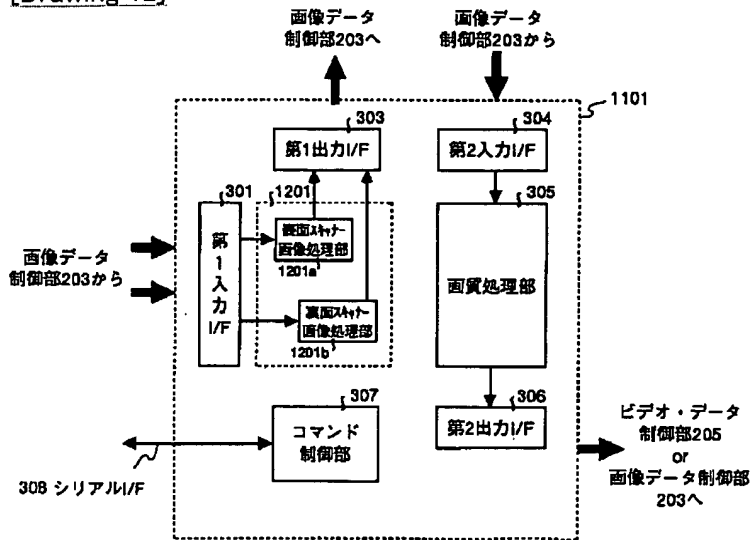 [Drawing 12]
画像データ
制御部203へ
画像データ
制御部203から
1101
303
第1出力I/F
304
第2入力I/F
301
第1入力I/F
1201
裏面スキャナー
画像処理部
1201a
裏面スキャナー
画像処理部
1201b
305
画質処理部
画像データ
制御部203から
307
コマンド
制御部
306
第2出力I/F
308 シリアルI/F
ビデオ・データ
制御部205
or
画像データ制御部
203へ